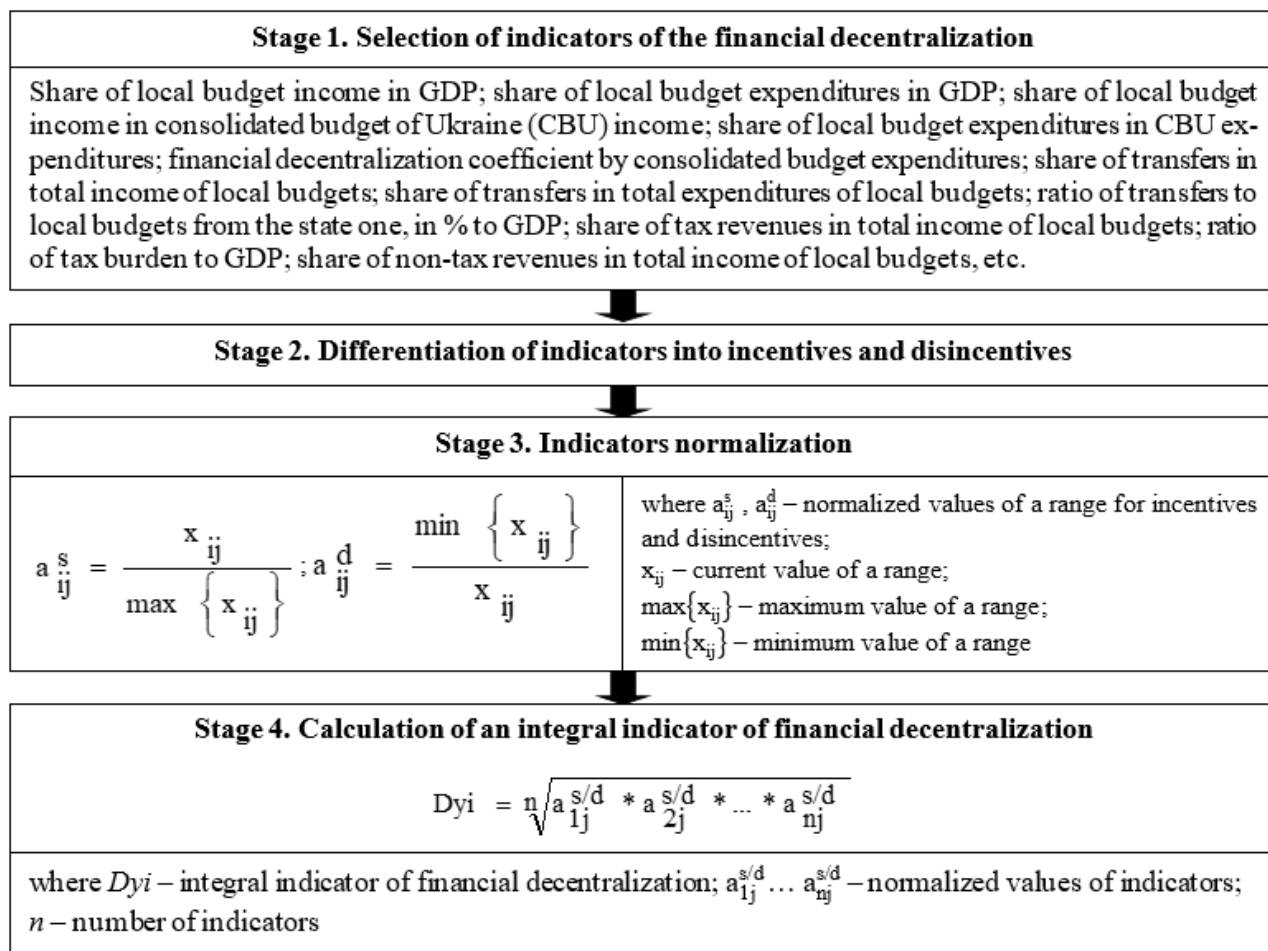 Stage 1. Selection of indicators of the financial decentralization
Share of local budget income in GDP; share of local budget expenditures in GDP; share of local budget
income in consolidated budget of Ukraine (CBU) income; share of local budget expenditures in CBU ex-
penditures; financial decentralization coefficient by consolidated budget expenditures; share of transfers in
total income of local budgets; share of transfers in total expenditures of local budgets; ratio of transfers to
local budgets from the state one, in % to GDP; share of tax revenues in total income of local budgets; ratio
of tax burden to GDP; share of non-tax revenues in total income of local budgets, etc.
Stage 2. Differentiation of indicators into incentives and disincentives
Stage 3. Indicators normalization
a^s_ij = x_ij / max {x_ij} ; a^d_ij = min {x_ij} / x_ij
where a^s_ij , a^d_ij – normalized values of a range for incentives
and disincentives;
x_ij – current value of a range;
max{x_ij} – maximum value of a range;
min{x_ij} – minimum value of a range
Stage 4. Calculation of an integral indicator of financial decentralization
Dyi = n√(a^s/d_1j * a^s/d_2j * ... * a^s/d_nj)
where Dyi – integral indicator of financial decentralization; a^s/d_1j … a^s/d_nj – normalized values of indicators;
n – number of indicators